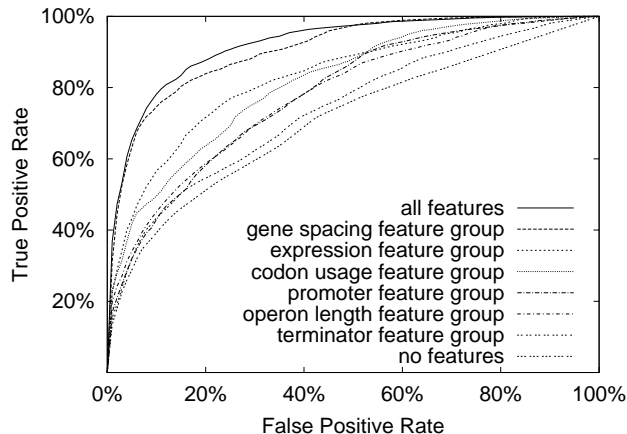 100%
80%
60%
40%
20%
True Positive Rate
all features
gene spacing feature group
expression feature group
codon usage feature group
promoter feature group
operon length feature group
terminator feature group
no features
0%
20%
40%
60%
80%
100%
False Positive Rate